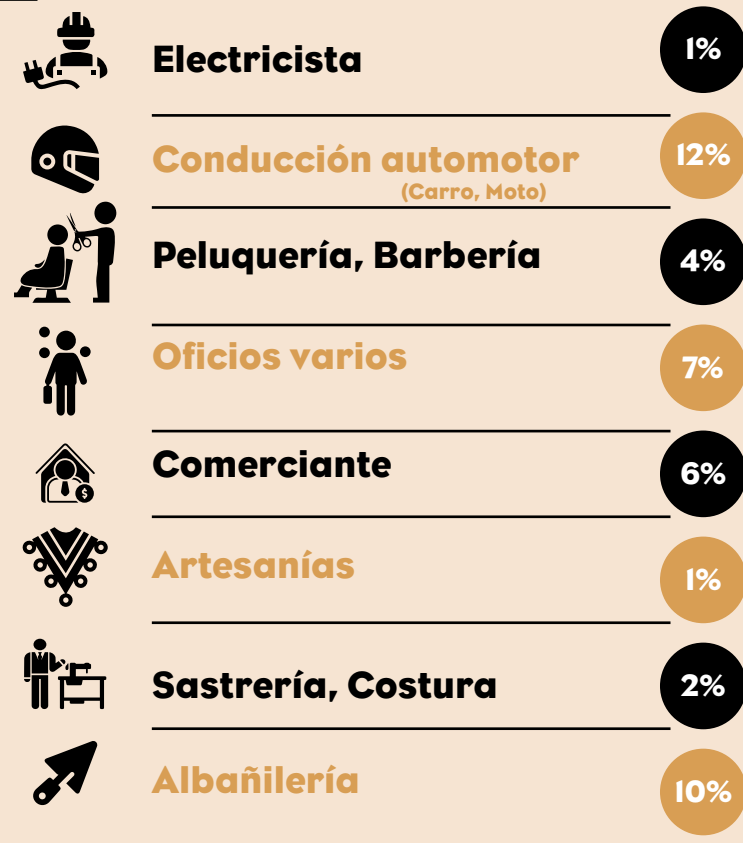 Electricista 1%
Conducción automotor 12%
(Carro, Moto)
Peluquería, Barbería 4%
Oficios varios 7%
Comerciante 6%
$
Artesanías 1%
Sastrería, Costura 2%
Albañilería 10%